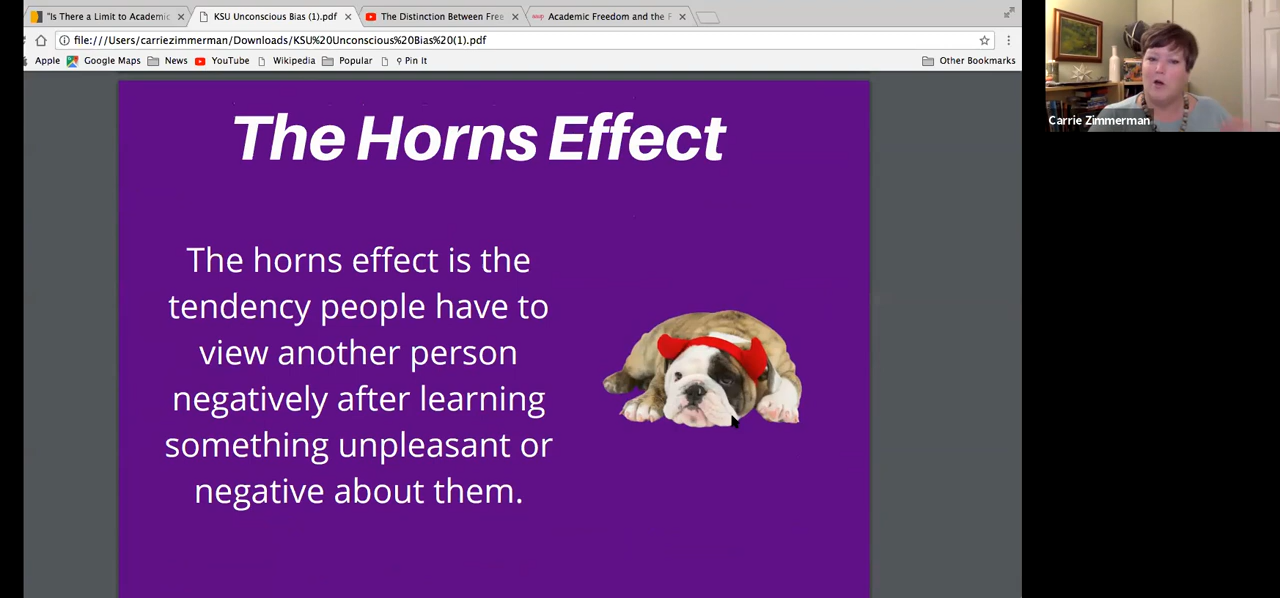 "Is There a Limit to Academic
KSU Unconscious Bias (1).pdf
The Distinction Between Free
Academic Freedom and the F
file:///Users/carriezimmerman/Downloads/KSU%20Unconscious%20Bias%20(1).pdf
Apple Google Maps News YouTube Wikipedia Popular Pin It Other Bookmarks
The Horns Effect
The horns effect is the
tendency people have to
view another person
negatively after learning
something unpleasant or
negative about them.
Carrie Zimmerman